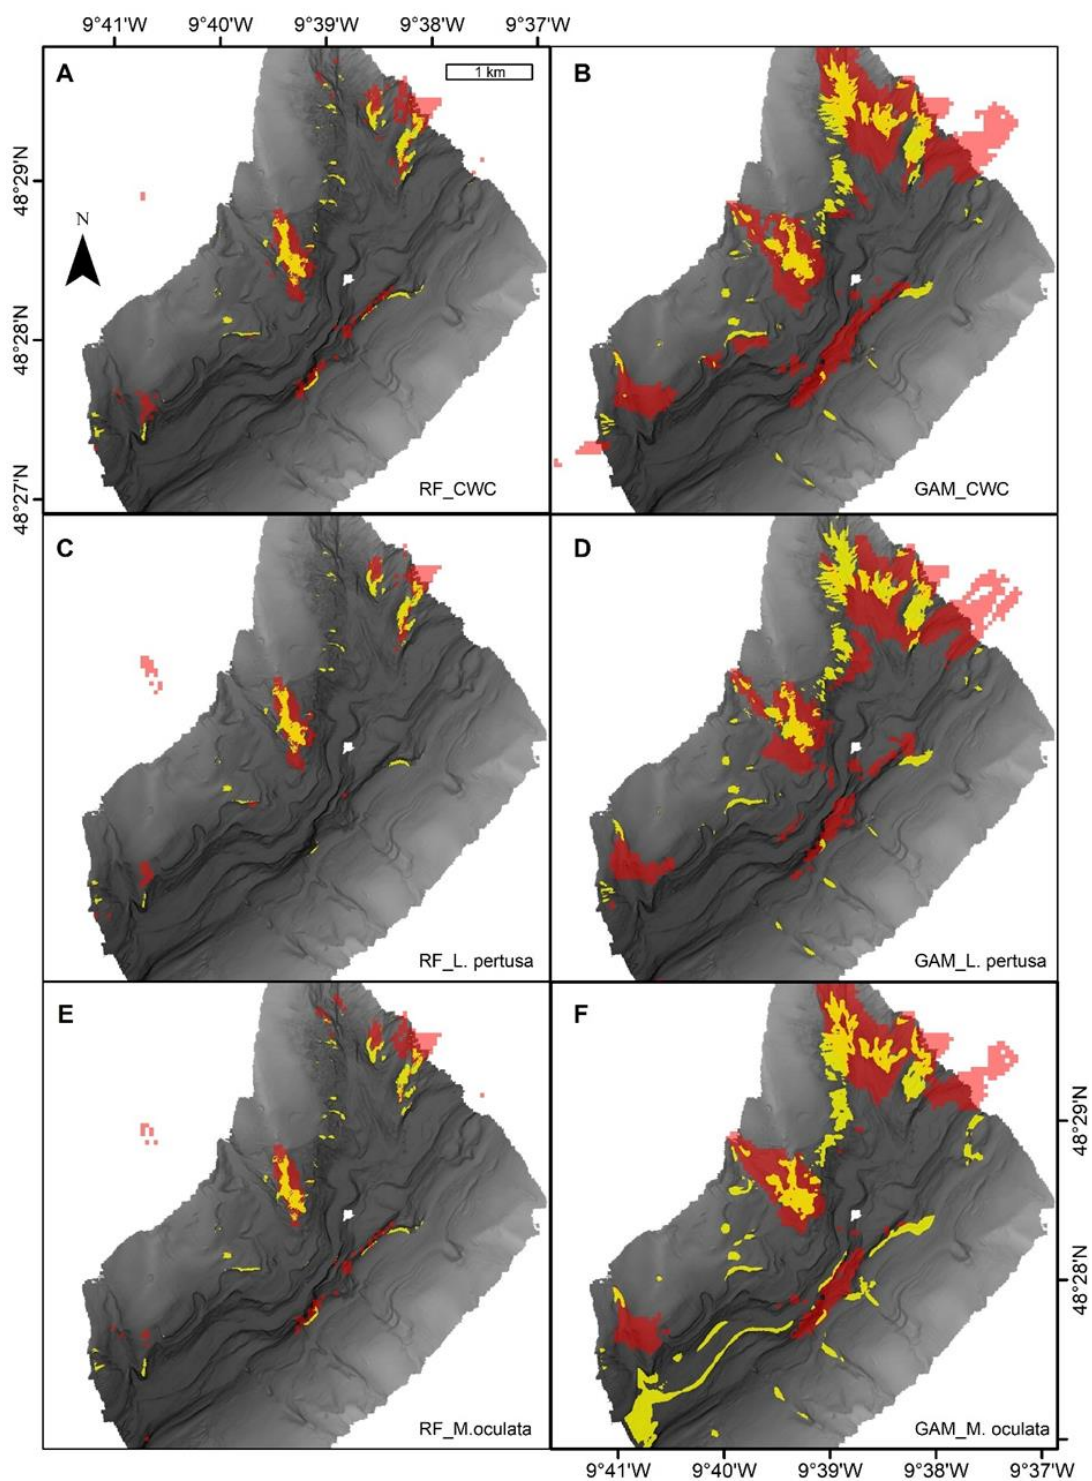 9°41'W 9°40'W 9°39'W 9°38'W 9°37'W
A
1 km
B
48°29'N
N
48°28'N
48°27'N
RF_CWC
GAM_CWC
C
D
RF_L. pertusa
GAM_L. pertusa
E
F
48°29'N
48°28'N
RF_M.oculata
GAM_M. oculata
9°41'W 9°40'W 9°39'W 9°38'W 9°37'W